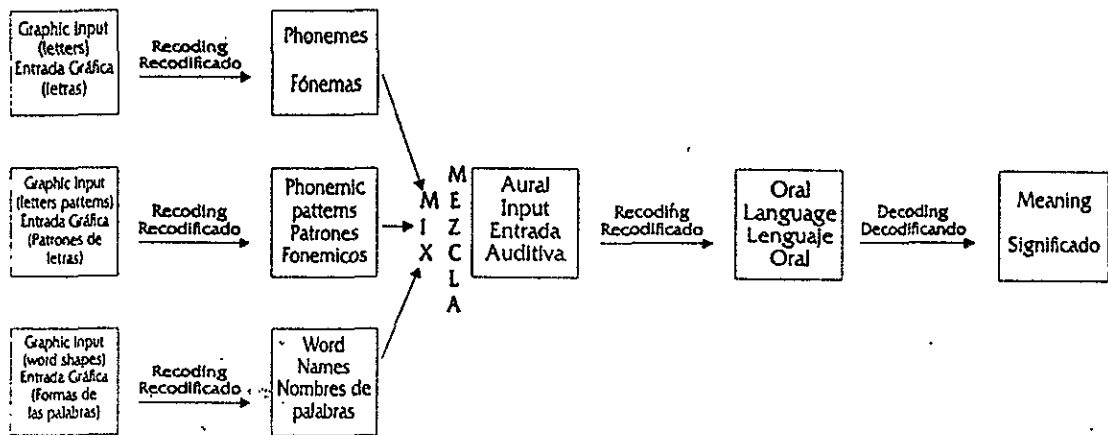 Graphic Input
(letters)
Entrada Gráfica
(letras)
Recoding
Recodificado
Phonemes
Fónemas
Graphic Input
(letters patterns)
Entrada Gráfica
(Patrones de
letras)
Recoding
Recodificado
Phonemic
patterns
Patrones
Fonemicos
Graphic Input
(word shapes)
Entrada Gráfica
(Formas de
las palabras)
Recoding
Recodificado
Word
Names
Nombres de
palabras
MIX
MEZCLA
Aural
Input
Entrada
Auditiva
Recoding
Recodificado
Oral
Language
Lenguaje
Oral
Decoding
Decodificando
Meaning
Significado